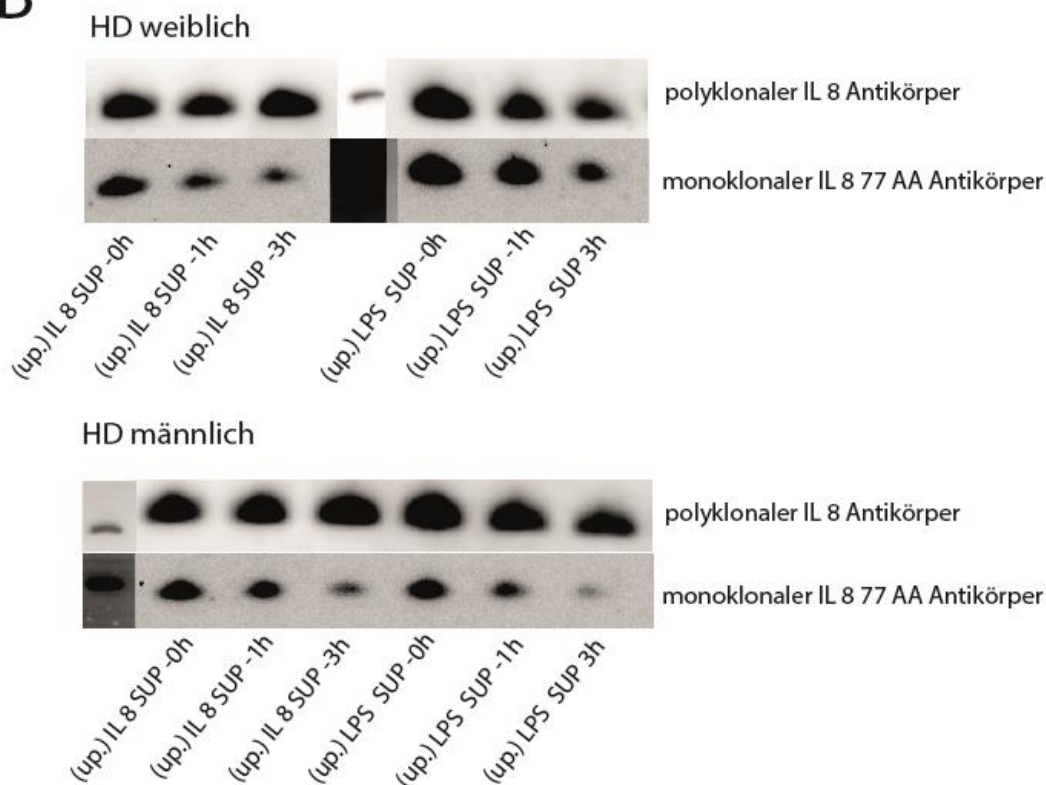 B
HD weiblich
polyklonaler IL 8 Antikörper
monoklonaler IL 8 77 AA Antikörper
(up.) IL 8 SUP -0h
(up.) IL 8 SUP -1h
(up.) IL 8 SUP -3h
(up.) LPS SUP -0h
(up.) LPS SUP -1h
(up.) LPS SUP 3h
HD männlich
polyklonaler IL 8 Antikörper
monoklonaler IL 8 77 AA Antikörper
(up.) IL 8 SUP -0h
(up.) IL 8 SUP -1h
(up.) IL 8 SUP -3h
(up.) LPS SUP -0h
(up.) LPS SUP -1h
(up.) LPS SUP 3h